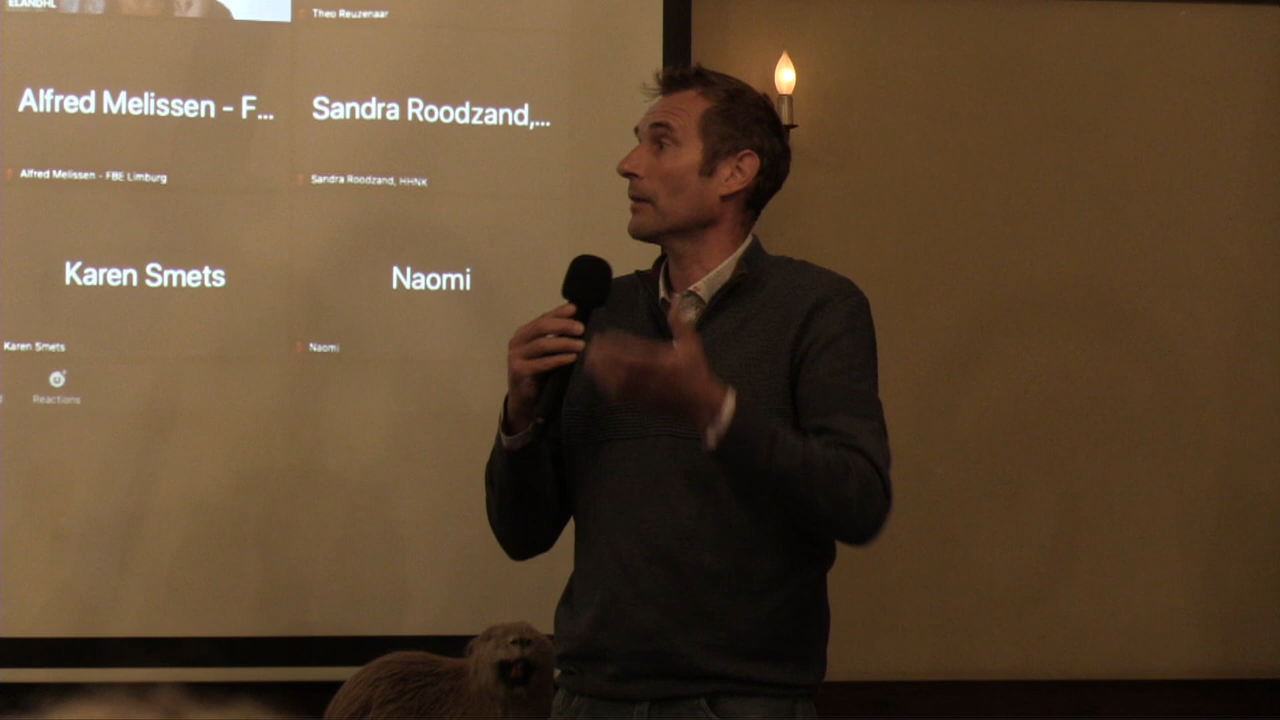 ELANDHL
Theo Reuzenaar
Alfred Melissen - F...
Sandra Roodzand,...
Alfred Melissen - FBE Limburg
Sandra Roodzand, HHNK
Karen Smets
Naomi
Karen Smets
Naomi
Reactions